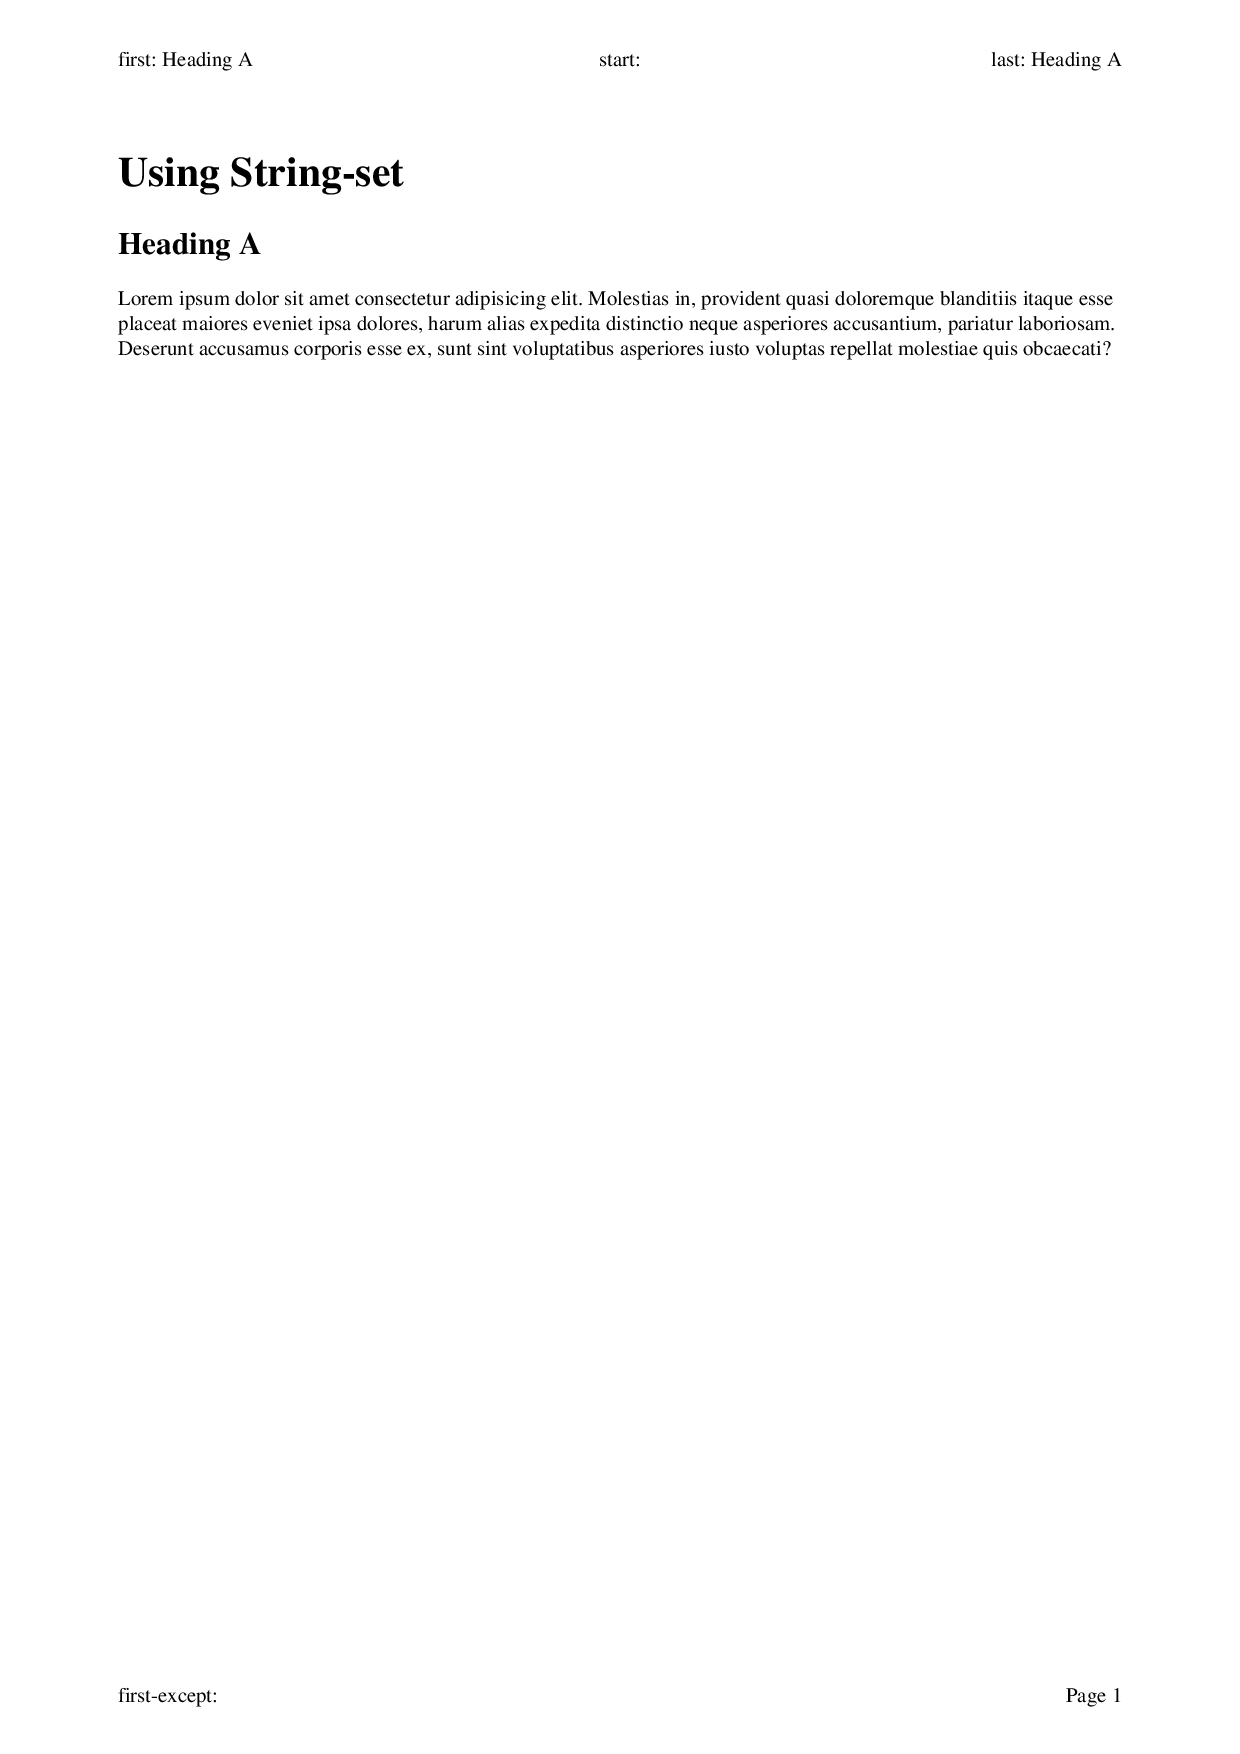 first: Heading A start: last: Heading A
Using String-set
Heading A
Lorem ipsum dolor sit amet consectetur adipisicing elit. Molestias in, provident quasi doloremque blanditiis itaque esse
placeat maiores eveniet ipsa dolores, harum alias expedita distinctio neque asperiores accusantium, pariatur laboriosam.
Deserunt accusamus corporis esse ex, sunt sint voluptatibus asperiores iusto voluptas repellat molestiae quis obcaecati?
first-except: Page 1